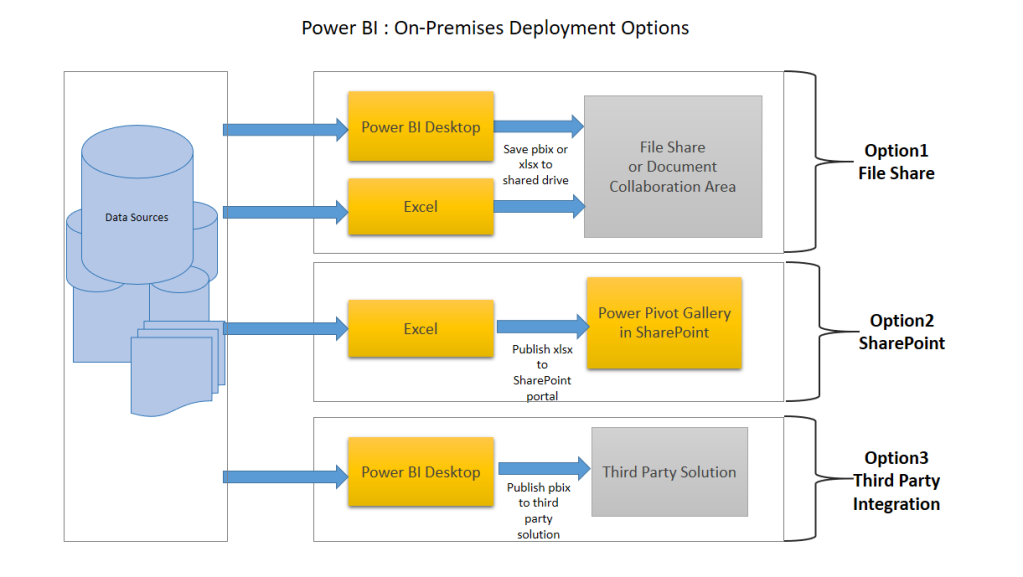 Power BI : On-Premises Deployment Options
Data Sources
Power BI Desktop
Save pbix or
xlsx to
shared drive
Excel
File Share
or Document
Collaboration Area
Option1
File Share
Excel
Publish xlsx
to
SharePoint
portal
Power Pivot Gallery
in SharePoint
Option2
SharePoint
Power BI Desktop
Publish pbix
to third
party
solution
Third Party Solution
Option3
Third Party
Integration